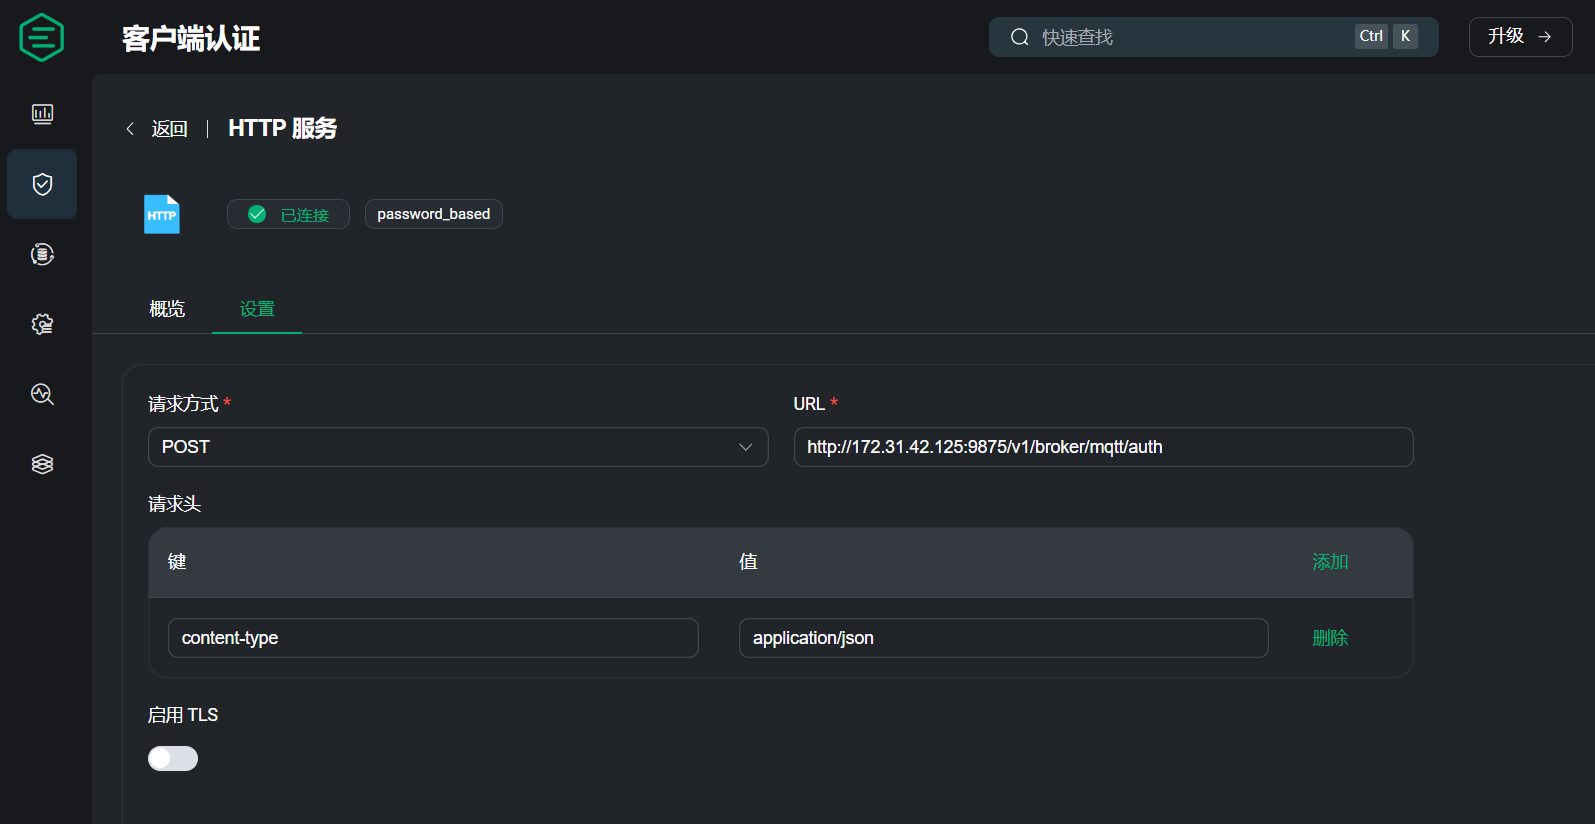 客户端认证
快速查找
Ctrl K
升级 →
返回 | HTTP 服务
HTTP
已连接
password_based
概览
设置
请求方式 *
POST
URL *
http://172.31.42.125:9875/v1/broker/mqtt/auth
请求头
键 值 添加
content-type application/json 删除
启用 TLS